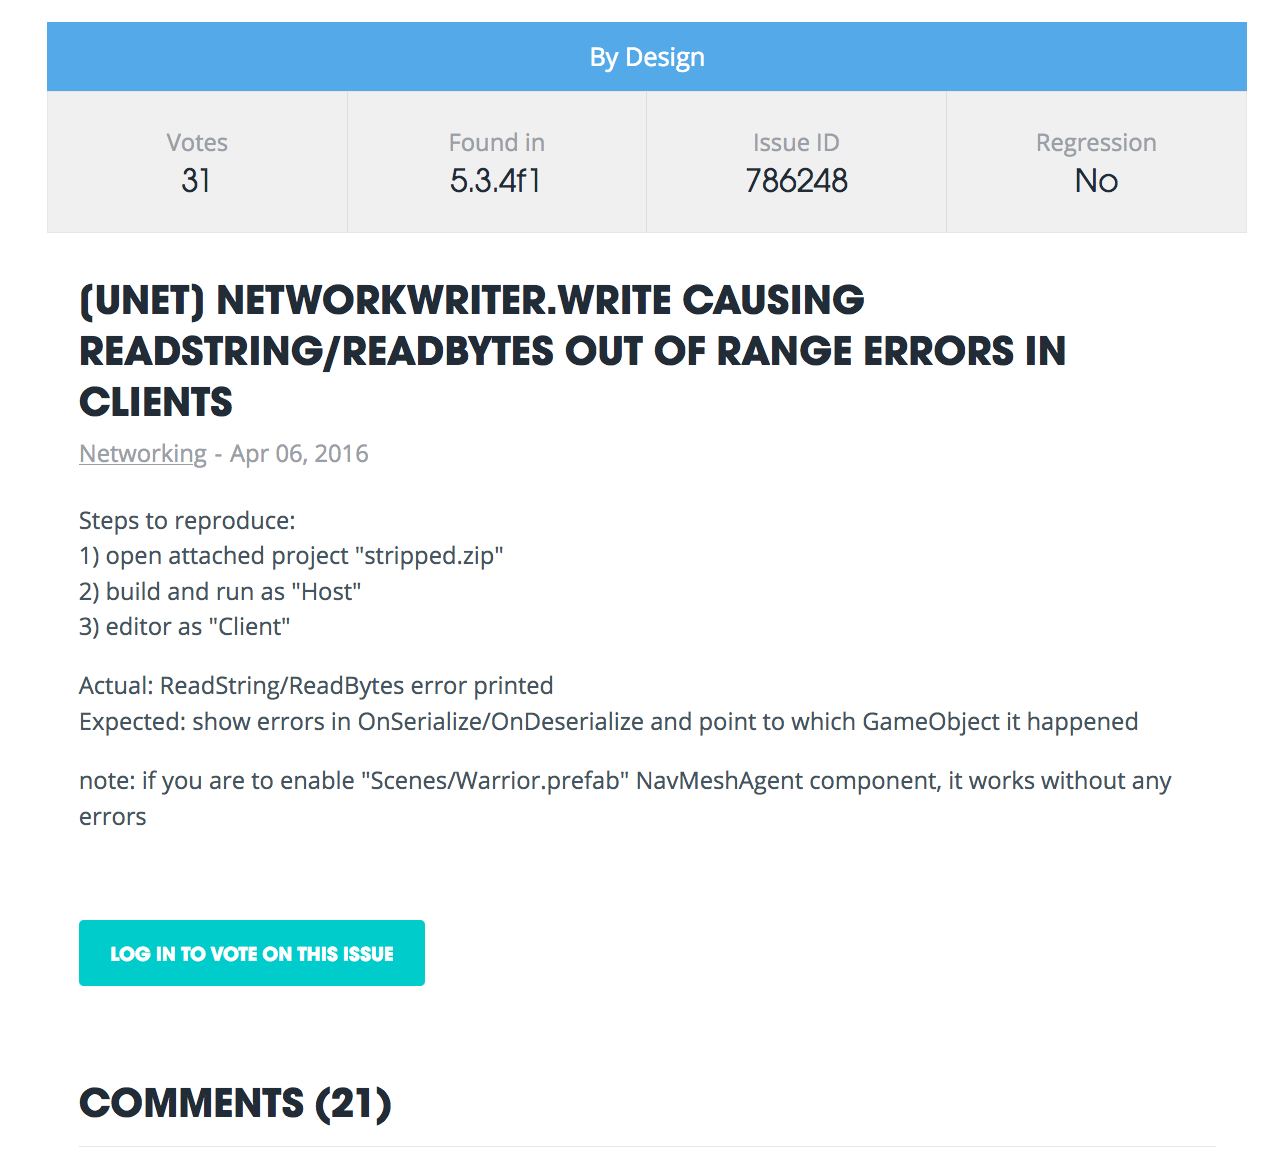 By Design
Votes
31
Found in
5.3.4f1
Issue ID
786248
Regression
No
(UNET) NETWORKWRITER.WRITE CAUSING
READSTRING/READBYTES OUT OF RANGE ERRORS IN
CLIENTS
Networking - Apr 06, 2016
Steps to reproduce:
1) open attached project "stripped.zip"
2) build and run as "Host"
3) editor as "Client"
Actual: ReadString/ReadBytes error printed
Expected: show errors in OnSerialize/OnDeserialize and point to which GameObject it happened
note: if you are to enable "Scenes/Warrior.prefab" NavMeshAgent component, it works without any
errors
LOG IN TO VOTE ON THIS ISSUE
COMMENTS (21)